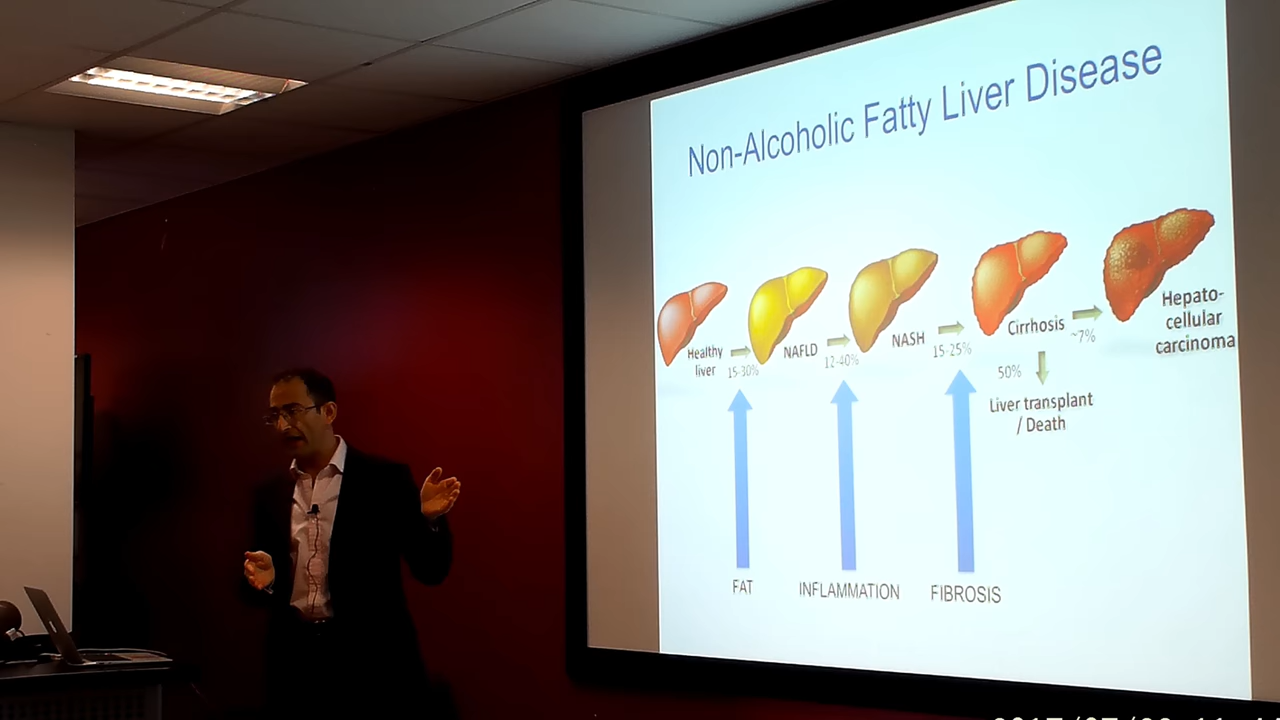 Non-Alcoholic Fatty Liver Disease
Healthy
liver
15-30%
NAFLD
12-40%
NASH
15-25%
Cirrhosis
~7%
Hepato-
cellular
carcinoma
50%
Liver transplant
/ Death
FAT
INFLAMMATION
FIBROSIS